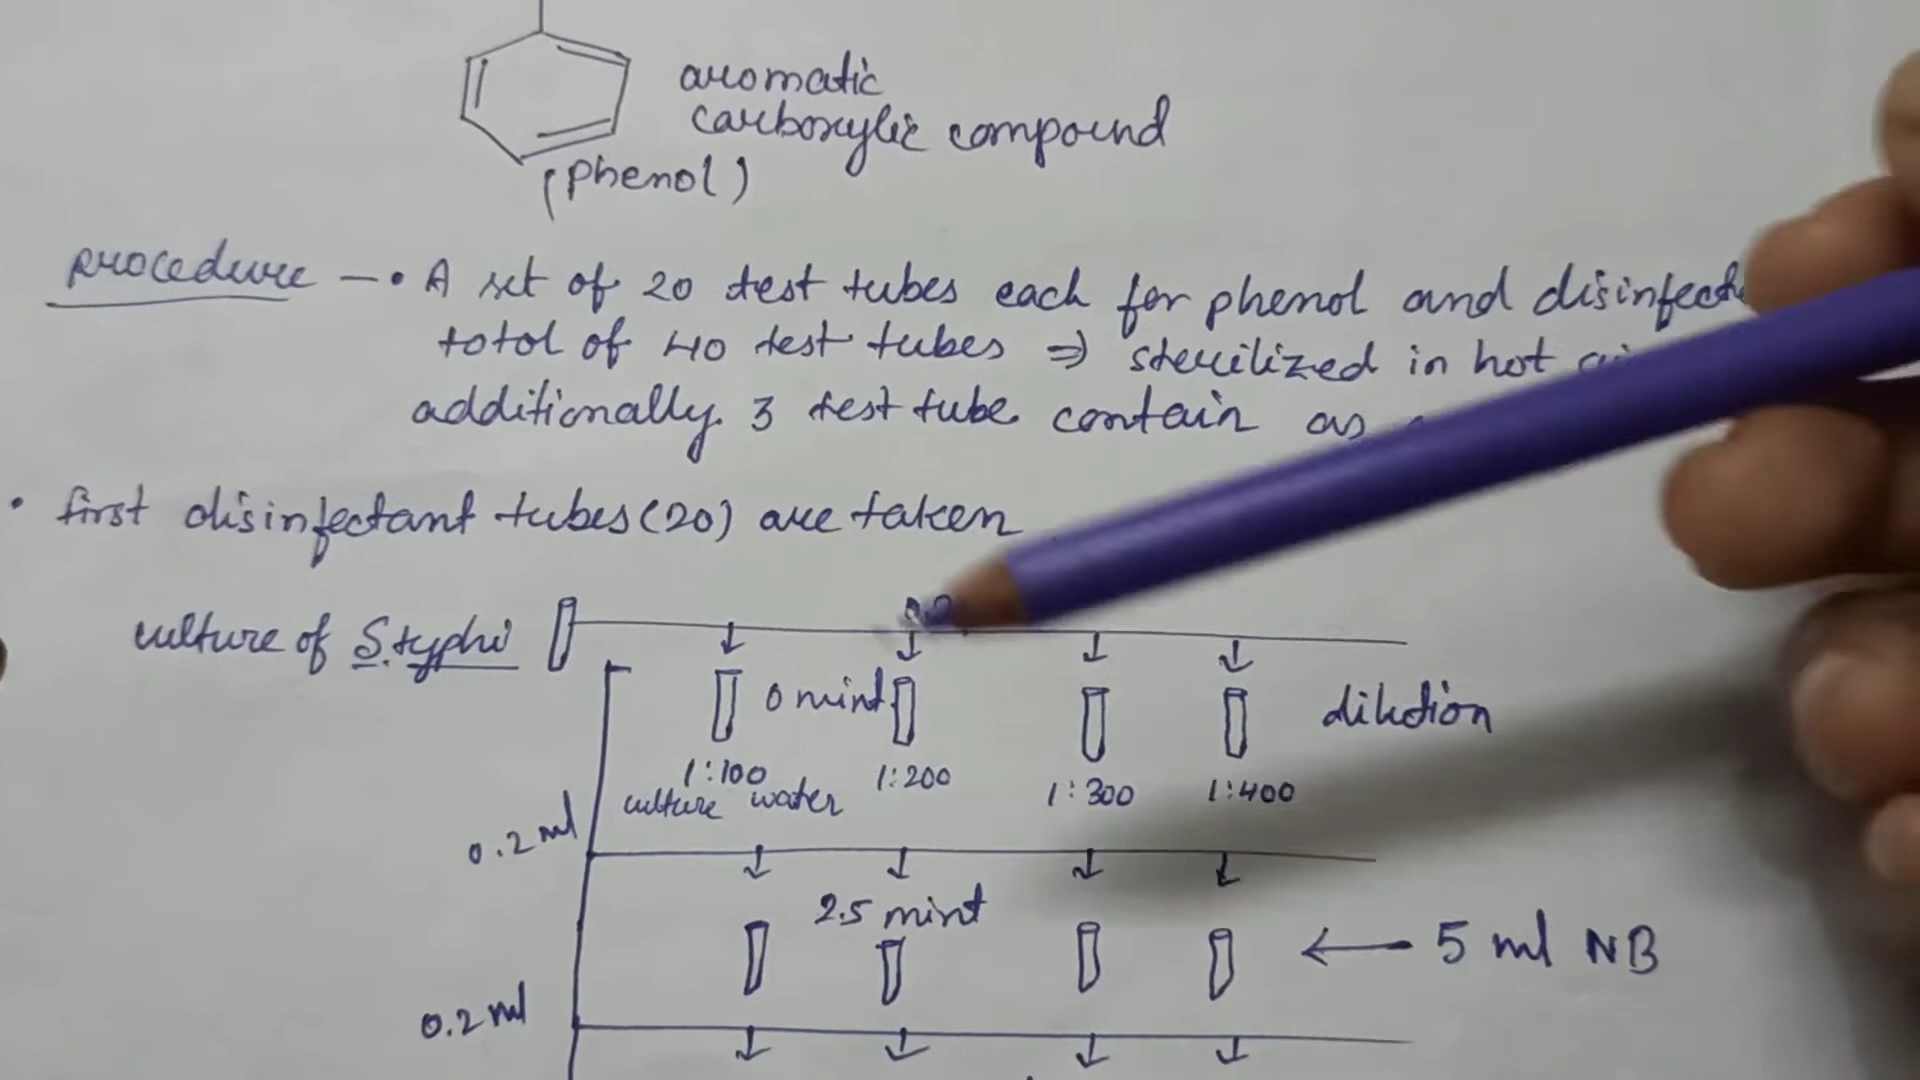 aromatic
carboxylic compound
(phenol)
procedure — • A set of 20 test tubes each for phenol and
total of 40 test tubes ⇒ sterilized in hot
additionally 3 test tube contain as
• first disinfectant tubes (20) are taken
culture of S.typhi
0 mint
dilution
1:100 1:200 1:300 1:400
culture water
0.2 ml
2.5 mint
← 5 ml NB
0.2 ml